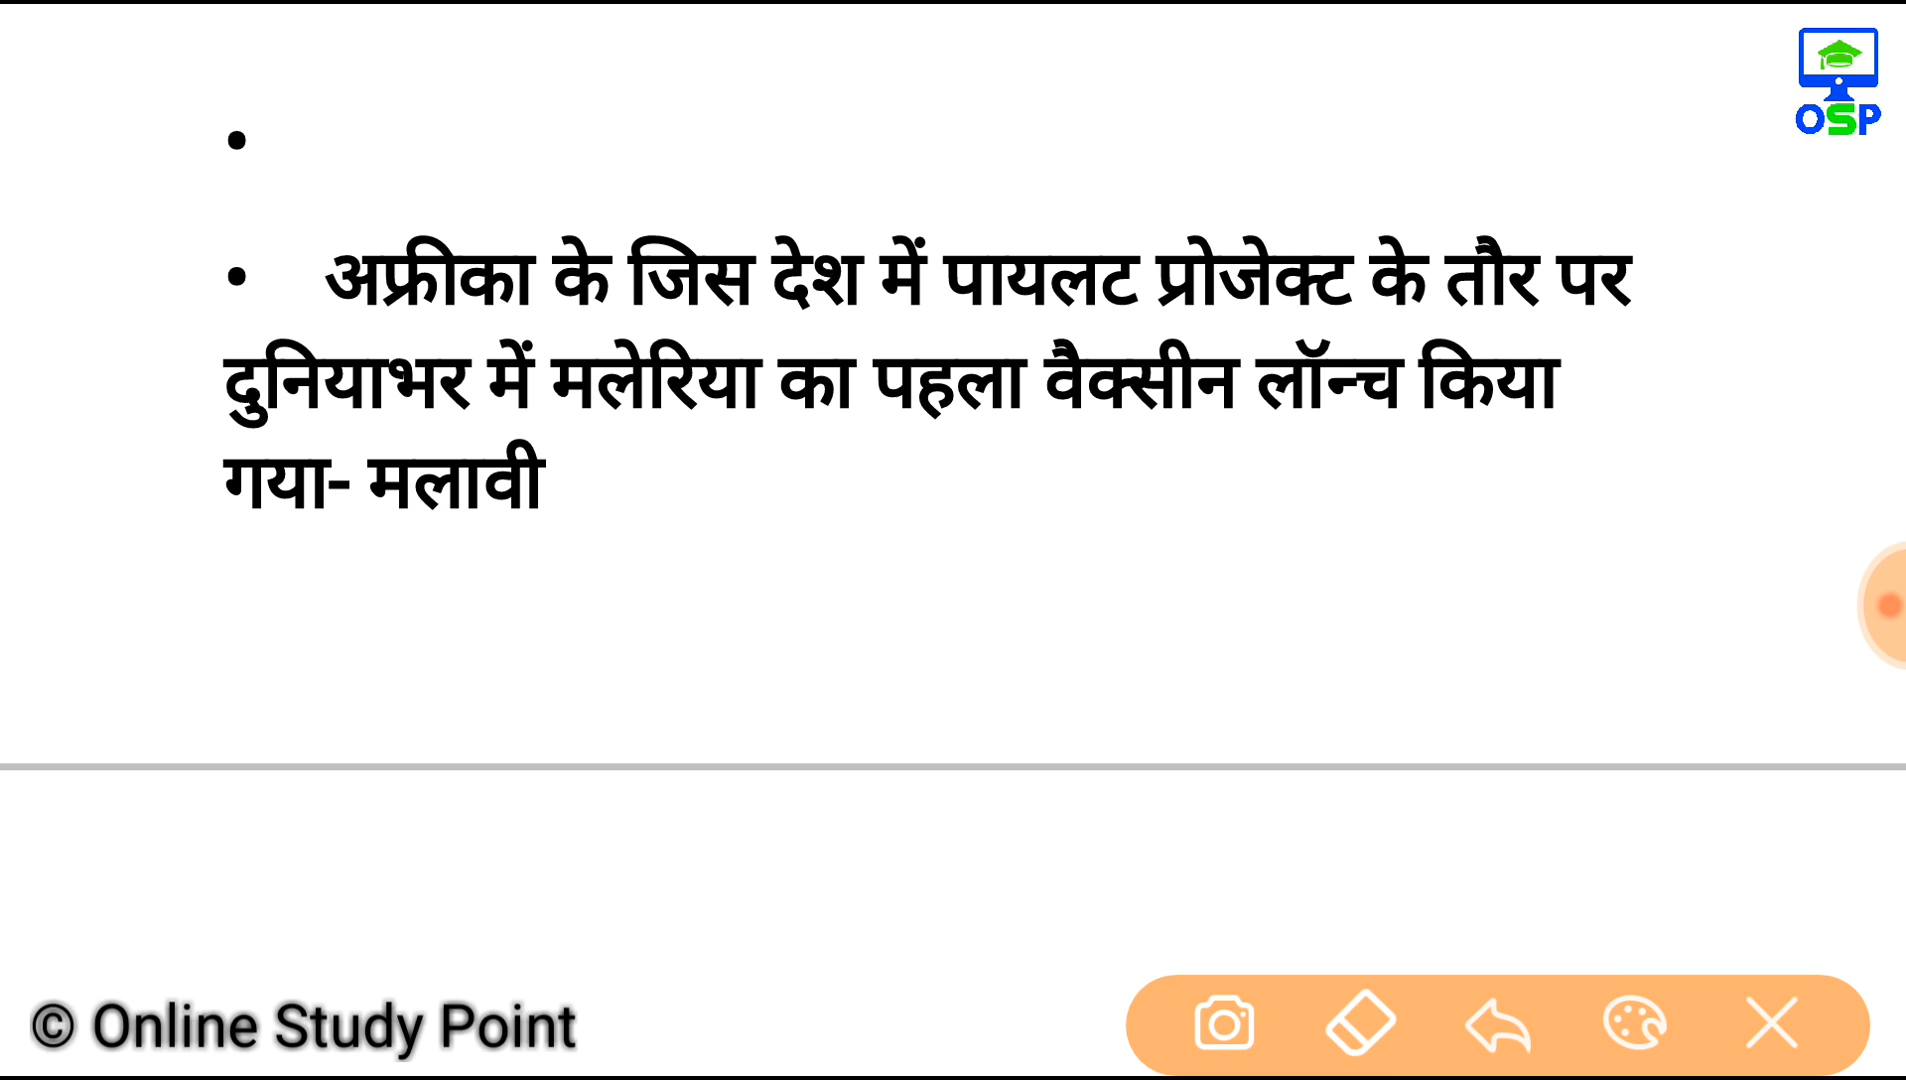 OSP
•
• अफ्रीका के जिस देश में पायलट प्रोजेक्ट के तौर पर
दुनियाभर में मलेरिया का पहला वैक्सीन लॉन्च किया
गया- मलावी
© Online Study Point